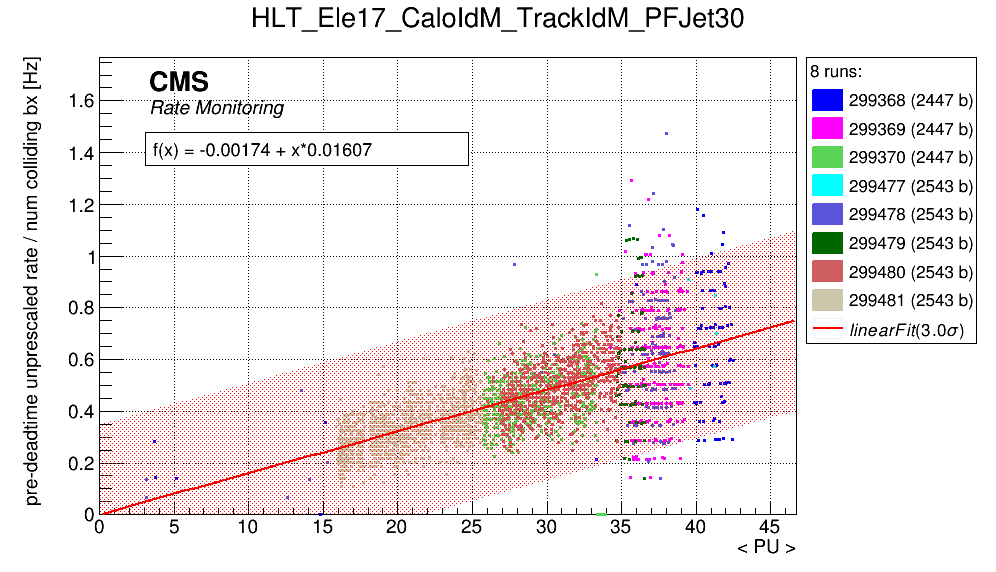 HLT_Ele17_CaloIdM_TrackIdM_PFJet30
pre-deadtime unprescaled rate / num colliding bx [Hz]
CMS
Rate Monitoring
f(x) = -0.00174 + x*0.01607
1.6
1.4
1.2
1
0.8
0.6
0.4
0.2
0
0 5 10 15 20 25 30 35 40 45
< PU >
8 runs:
299368 (2447 b)
299369 (2447 b)
299370 (2447 b)
299477 (2543 b)
299478 (2543 b)
299479 (2543 b)
299480 (2543 b)
299481 (2543 b)
linearFit(3.0σ)